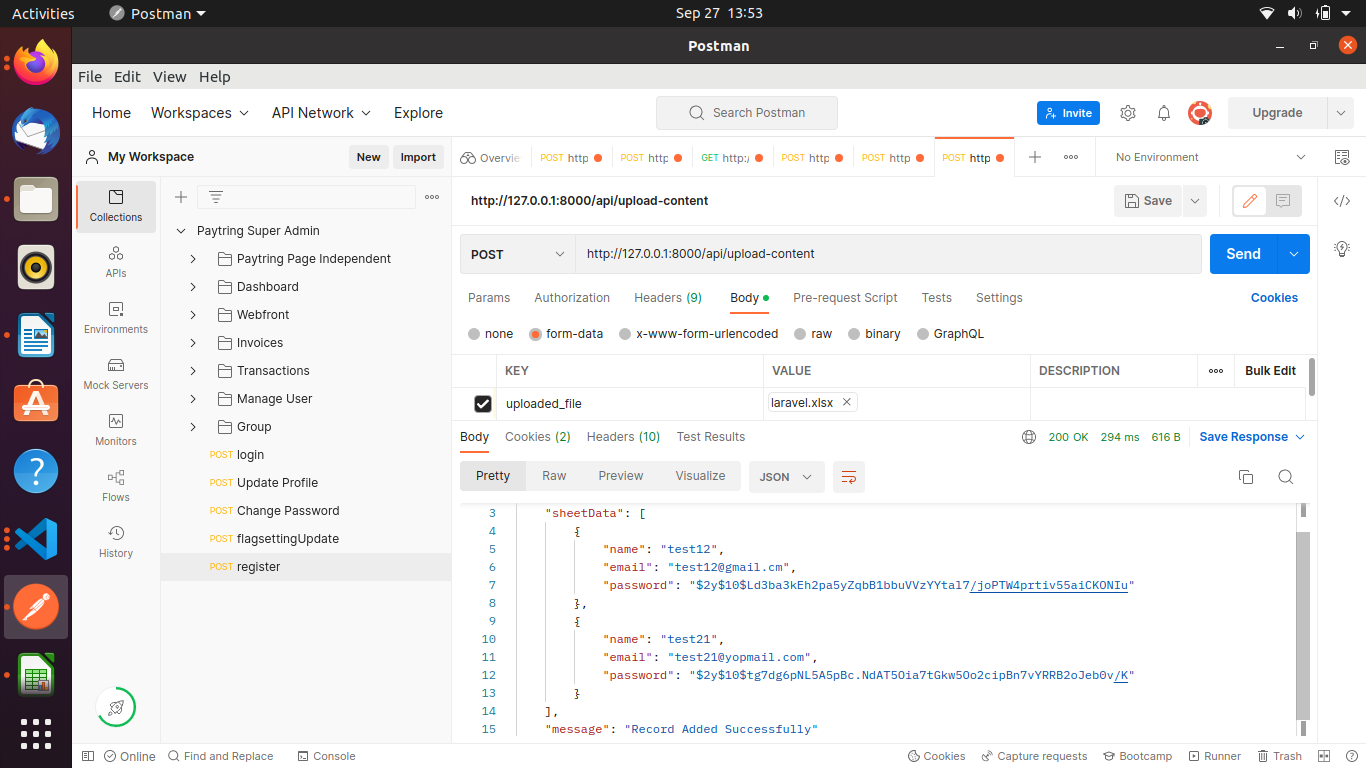 Activities Postman Sep 27 13:53
Postman
File Edit View Help
Home Workspaces API Network Explore Search Postman Invite Upgrade
My Workspace New Import Overvie POST http POST http GET http:/ POST http POST http POST http No Environment
Collections
APIs
Environments
Mock Servers
Monitors
Flows
History
Paytring Super Admin
Paytring Page Independent
Dashboard
Webfront
Invoices
Transactions
Manage User
Group
POST login
POST Update Profile
POST Change Password
POST flagsettingUpdate
POST register
http://127.0.0.1:8000/api/upload-content Save
POST http://127.0.0.1:8000/api/upload-content Send
Params Authorization Headers (9) Body Pre-request Script Tests Settings Cookies
none form-data x-www-form-urlencoded raw binary GraphQL
KEY VALUE DESCRIPTION Bulk Edit
uploaded_file laravel.xlsx
Body Cookies (2) Headers (10) Test Results 200 OK 294 ms 616 B Save Response
Pretty Raw Preview Visualize JSON
3 "sheetData": [
4 {
5 "name": "test12",
6 "email": "test12@gmail.cm",
7 "password": "$2y$10$Ld3ba3kEh2pa5yZqbB1bbuVVzYYtal7/joPTW4prtiv55aiCKONIu"
8 },
9 {
10 "name": "test21",
11 "email": "test21@yopmail.com",
12 "password": "$2y$10$tg7dg6pNL5A5pBc.NdAT5Oia7tGkw5Oo2cipBn7vYRRB2oJeb0v/K"
13 }
14 ],
15 "message": "Record Added Successfully"
Online Find and Replace Console Cookies Capture requests Bootcamp Runner Trash